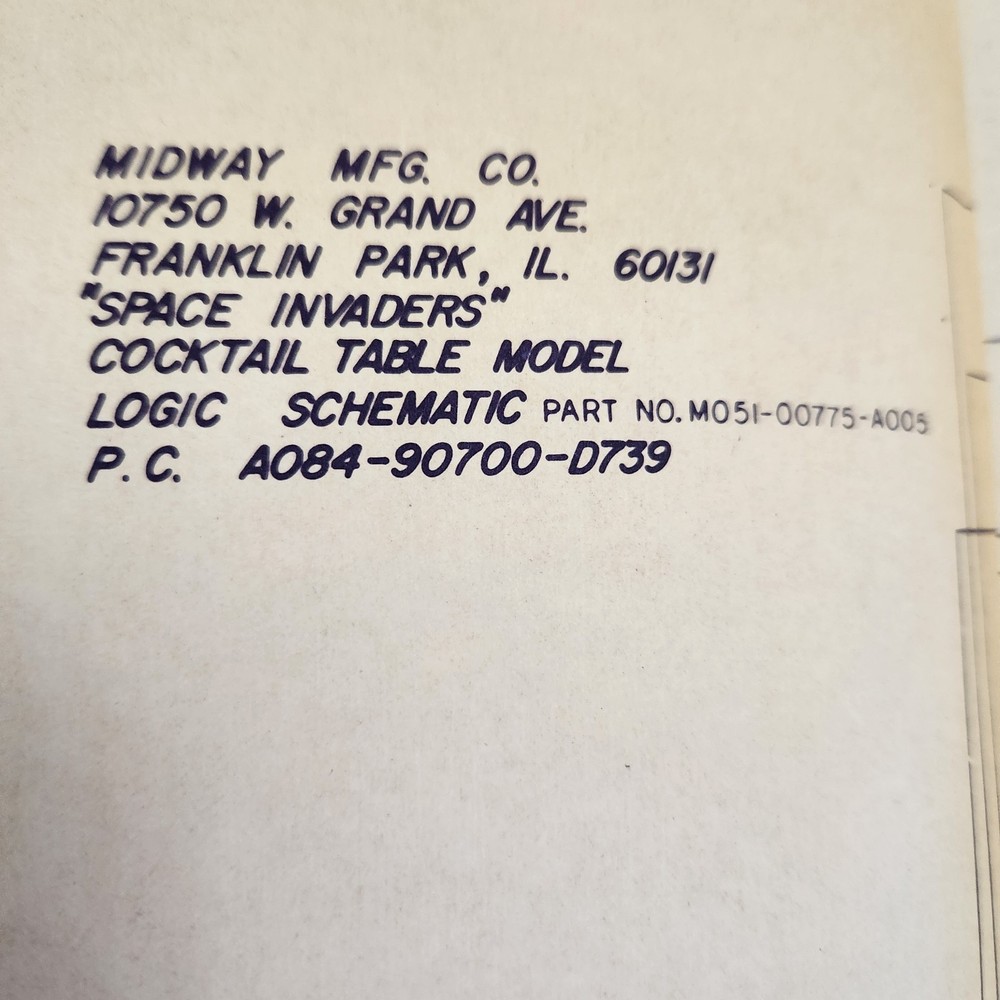 MIDWAY MFG. CO.
10750 W. GRAND AVE.
FRANKLIN PARK, IL. 60131
"SPACE INVADERS"
COCKTAIL TABLE MODEL
LOGIC SCHEMATIC PART NO. M051-00775-A005
P.C. A084-90700-D739